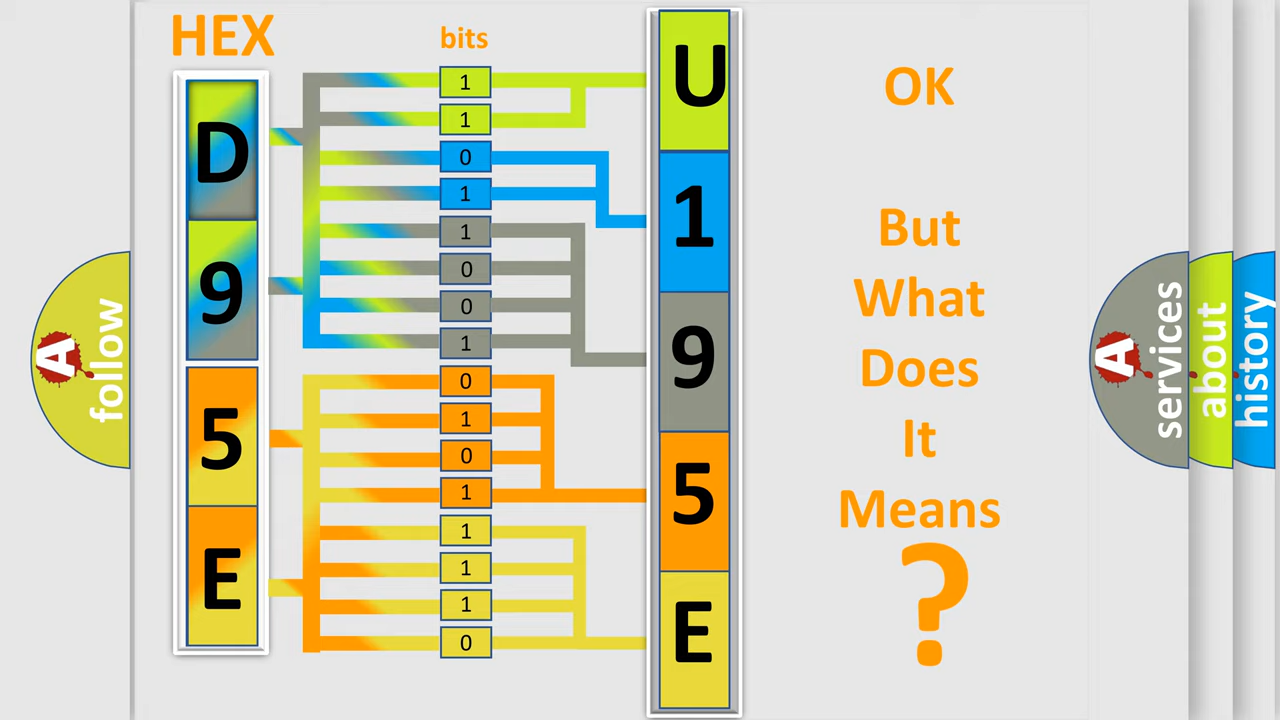 HEX
bits
D
9
5
E
1
1
0
1
1
0
0
1
0
1
0
1
1
1
1
0
U
1
9
5
E
OK
But
What
Does
It
Means
?
A
follow
A
services
about
history